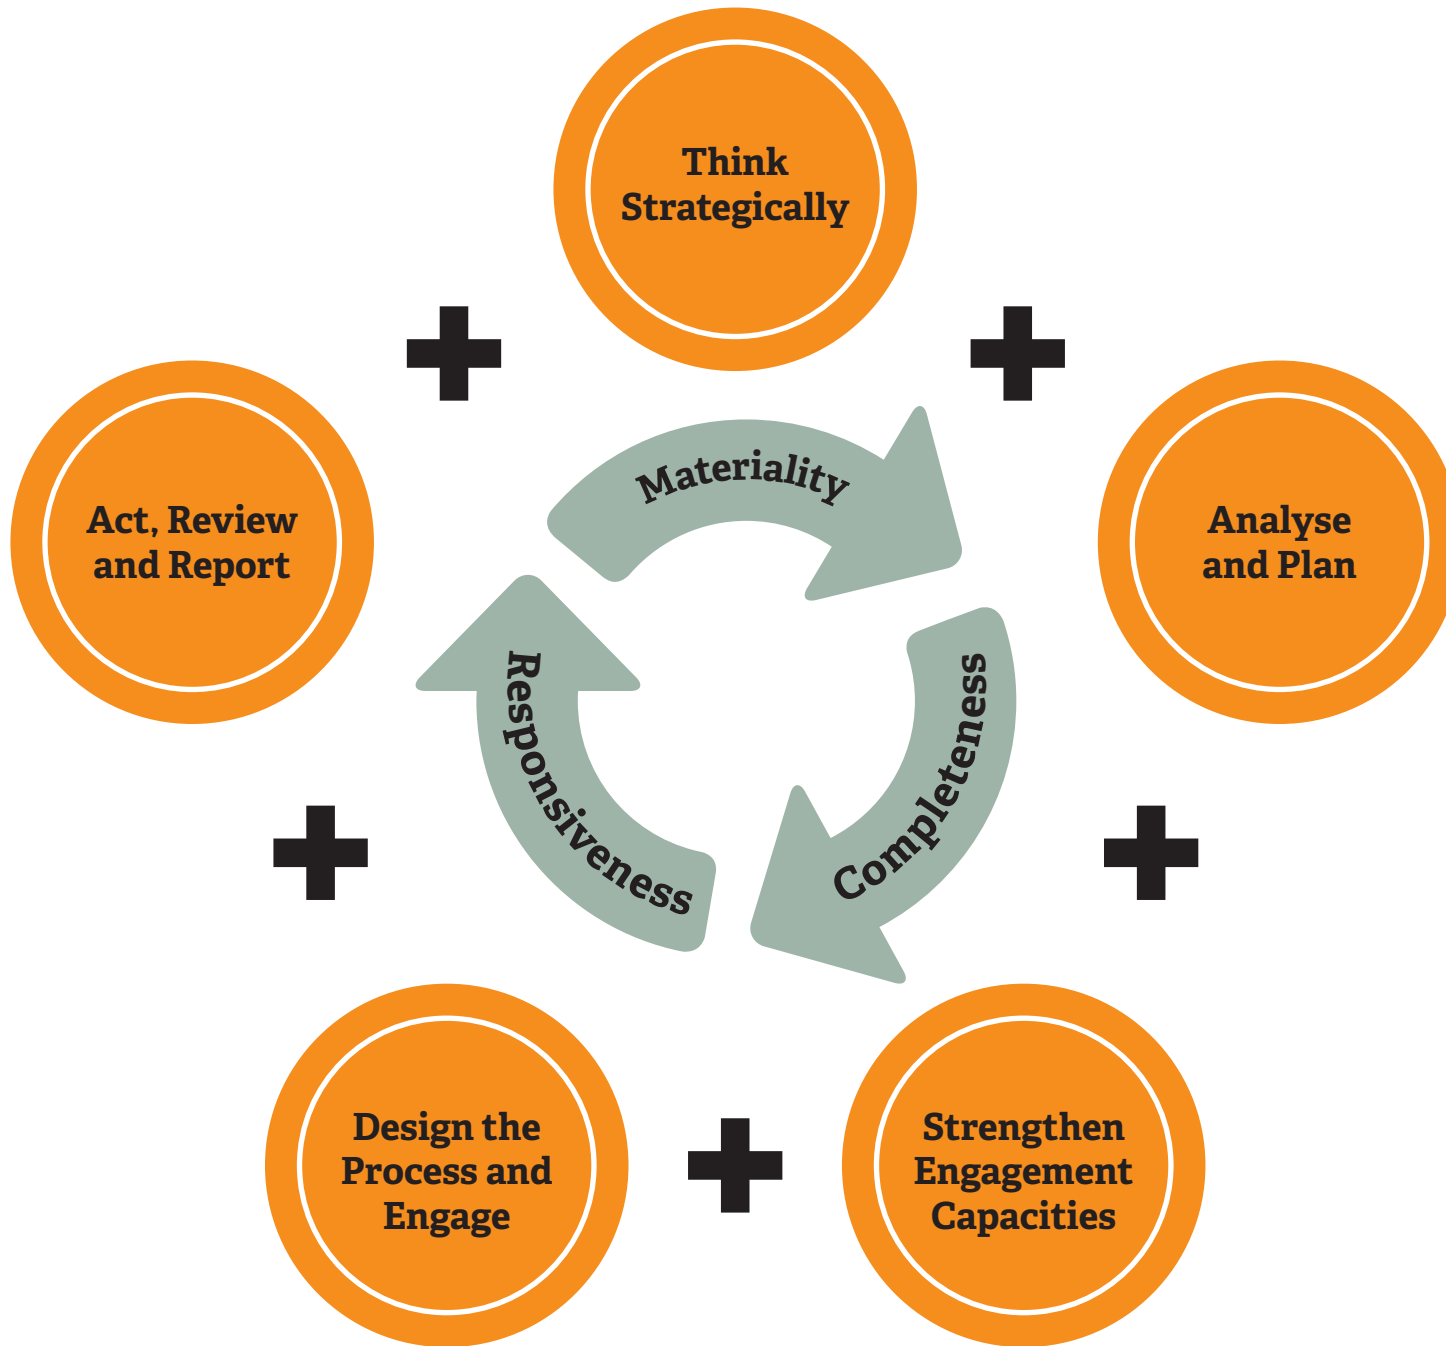 Think
Strategically
Act, Review
and Report
Analyse
and Plan
Materiality
Responsiveness
Completeness
Design the
Process and
Engage
Strengthen
Engagement
Capacities